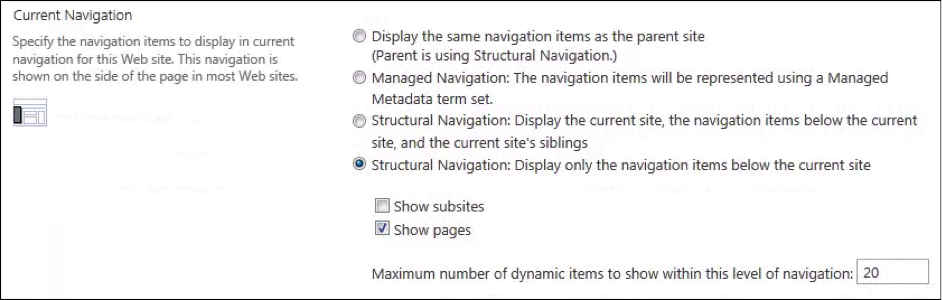 Current Navigation
Specify the navigation items to display in current
navigation for this Web site. This navigation is
shown on the side of the page in most Web sites.
Display the same navigation items as the parent site
(Parent is using Structural Navigation.)
Managed Navigation: The navigation items will be represented using a Managed
Metadata term set.
Structural Navigation: Display the current site, the navigation items below the current
site, and the current site's siblings
Structural Navigation: Display only the navigation items below the current site
Show subsites
Show pages
Maximum number of dynamic items to show within this level of navigation: 20